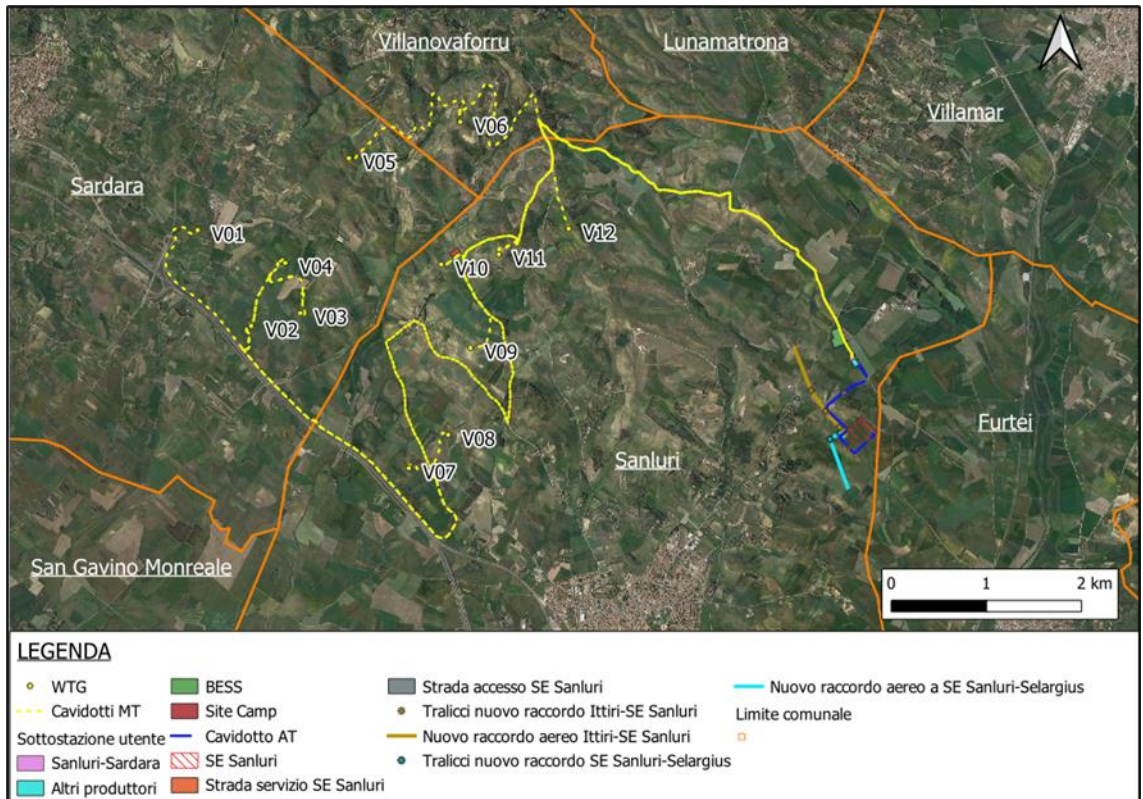 Villanovaforru
Lunamatrona
Villamar
V06
V05
Sardara
V01
V12
V11
V10
V04
V03
V02
V09
V08
V07
Sanluri
Furtei
San Gavino Monreale
0 1 2 km
LEGENDA
WTG
Cavidotti MT
Sottostazione utente
Sanluri-Sardara
Altri produttori
BESS
Site Camp
Cavidotto AT
SE Sanluri
Strada servizio SE Sanluri
Strada accesso SE Sanluri
Tralicci nuovo raccordo Ittiri-SE Sanluri
Nuovo raccordo aereo Ittiri-SE Sanluri
Tralicci nuovo raccordo SE Sanluri-Selargius
Nuovo raccordo aereo a SE Sanluri-Selargius
Limite comunale